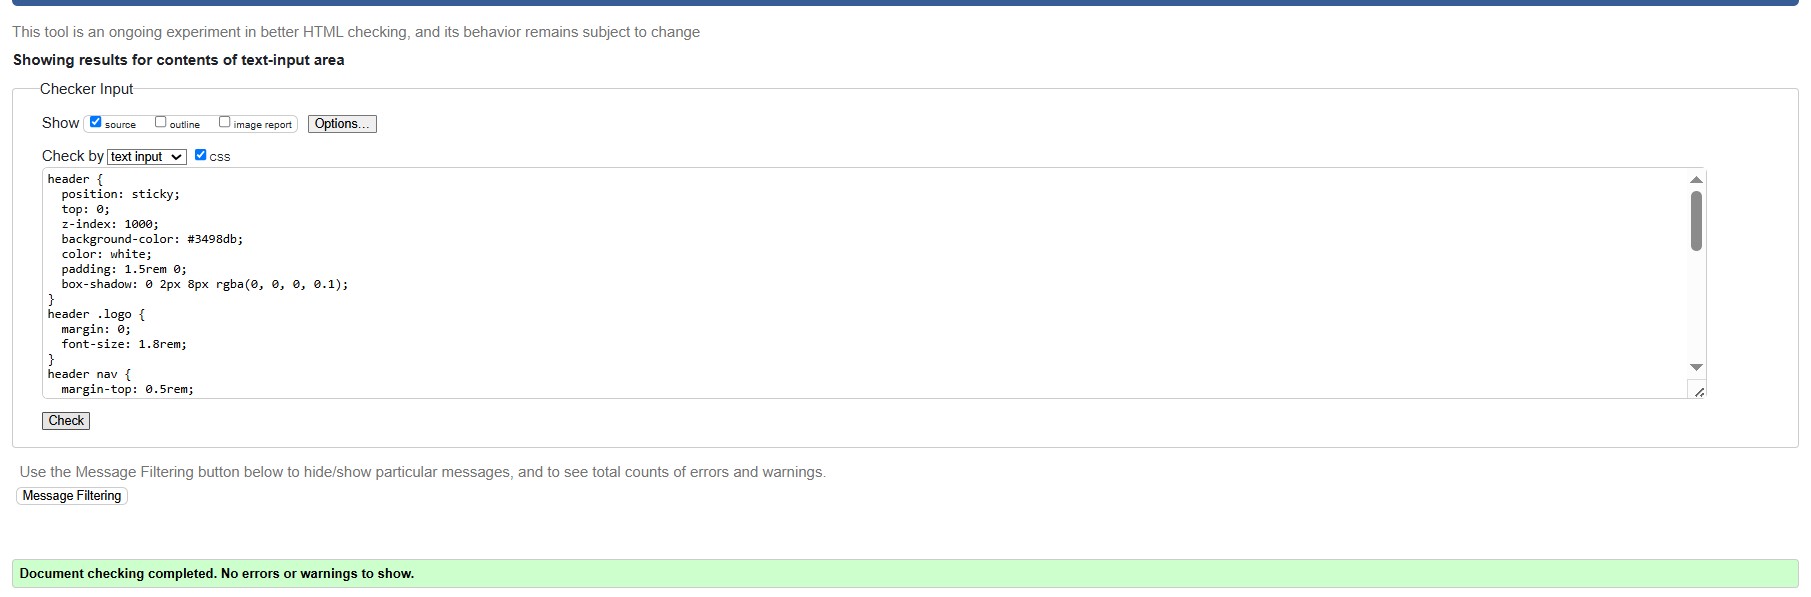 This tool is an ongoing experiment in better HTML checking, and its behavior remains subject to change
Showing results for contents of text-input area
Checker Input
Show source outline image report Options...
Check by text input css
header {
  position: sticky;
  top: 0;
  z-index: 1000;
  background-color: #3498db;
  color: white;
  padding: 1.5rem 0;
  box-shadow: 0 2px 8px rgba(0, 0, 0, 0.1);
}
header .logo {
  margin: 0;
  font-size: 1.8rem;
}
header nav {
  margin-top: 0.5rem;
Check
Use the Message Filtering button below to hide/show particular messages, and to see total counts of errors and warnings.
Message Filtering
Document checking completed. No errors or warnings to show.